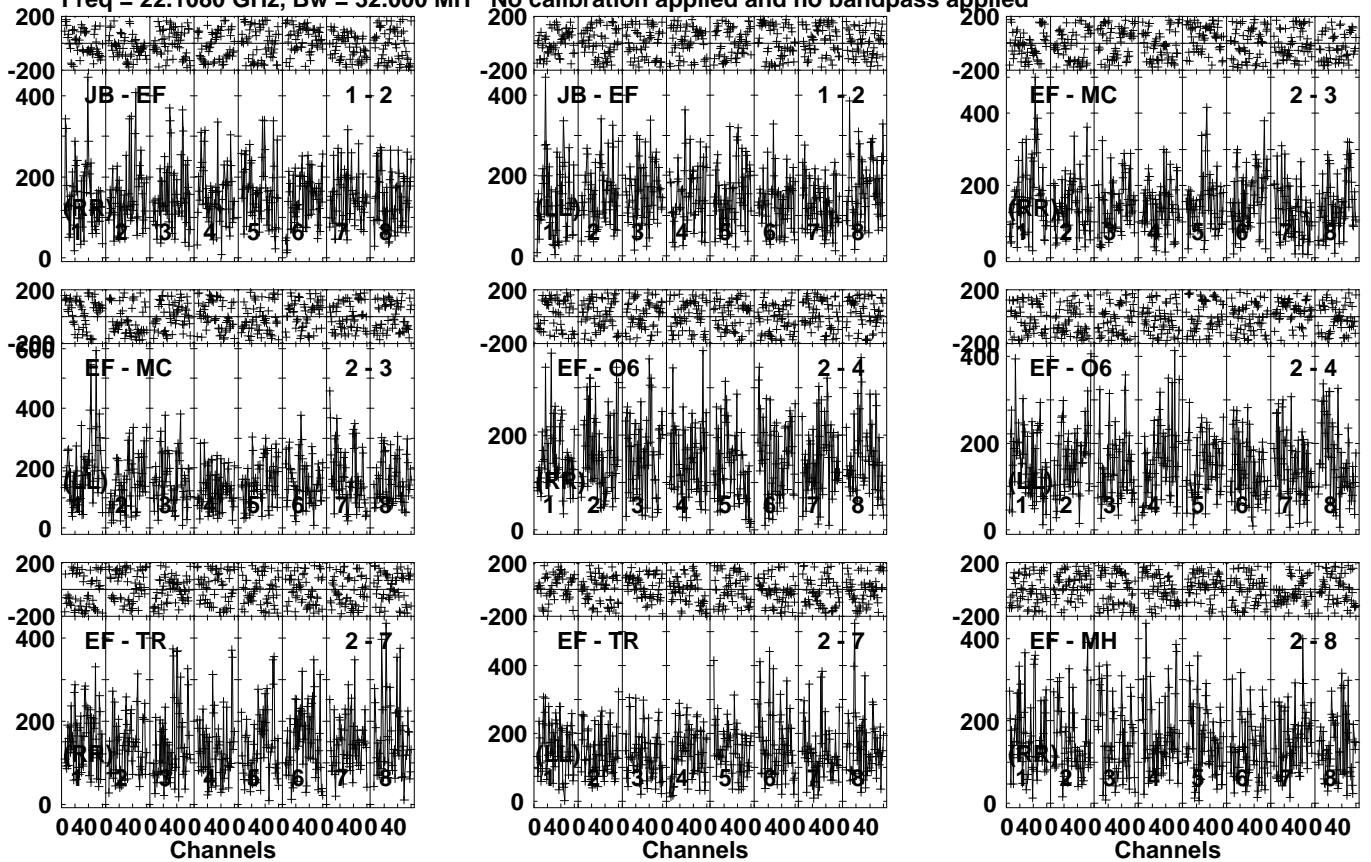 Freq = 22.1080 GHz, Bw = 32.000 MH No calibration applied and no bandpass applied
200 200 200
-200 -200 -200
JB - EF 1 - 2 JB - EF 1 - 2 EF - MC 2 - 3
400 400 400
200 200 200
(RR) (LL) (RR)
1 2 3 4 5 6 7 8 1 2 3 4 5 6 7 8 1 2 3 4 5 6 7 8
0 0 0
200 200 200
-200 -200 -200
600 400
EF - MC 2 - 3 EF - O6 2 - 4 EF - O6 2 - 4
400
200 200 200
(LL) (RR) (LL)
1 2 3 4 5 6 7 8 1 2 3 4 5 6 7 8 1 2 3 4 5 6 7 8
0 0 0
200 200 200
-200 -200 -200
EF - TR 2 - 7 EF - TR 2 - 7 EF - MH 2 - 8
400 400 400
200 200 200
(RR) (LL) (RR)
1 2 3 4 5 6 7 8 1 2 3 4 5 6 7 8 1 2 3 4 5 6 7 8
0 0 0
0 40 0 40 0 40 0 40 0 40 0 40 0 40 0 40 0 40 0 40 0 40 0 40 0 40 0 40 0 40 0 40 0 40 0 40 0 40 0 40 0 40 0 40 0 40 0 40
Channels Channels Channels